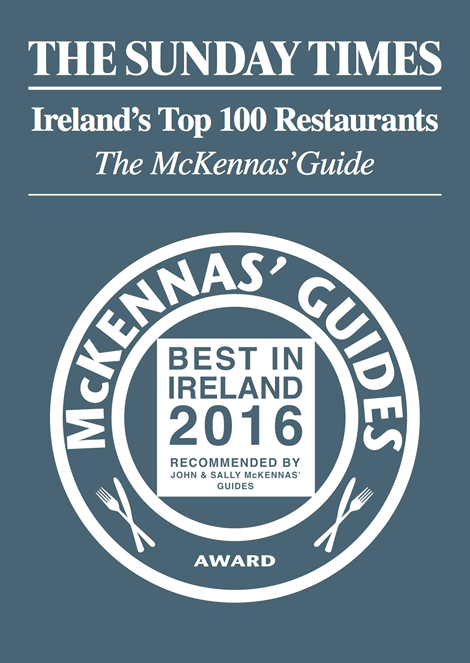 THE SUNDAY TIMES
Ireland's Top 100 Restaurants
The McKennas'Guide
McKENNAS' GUIDES
BEST IN
IRELAND
2016
RECOMMENDED BY
JOHN & SALLY McKENNAS'
GUIDES
AWARD